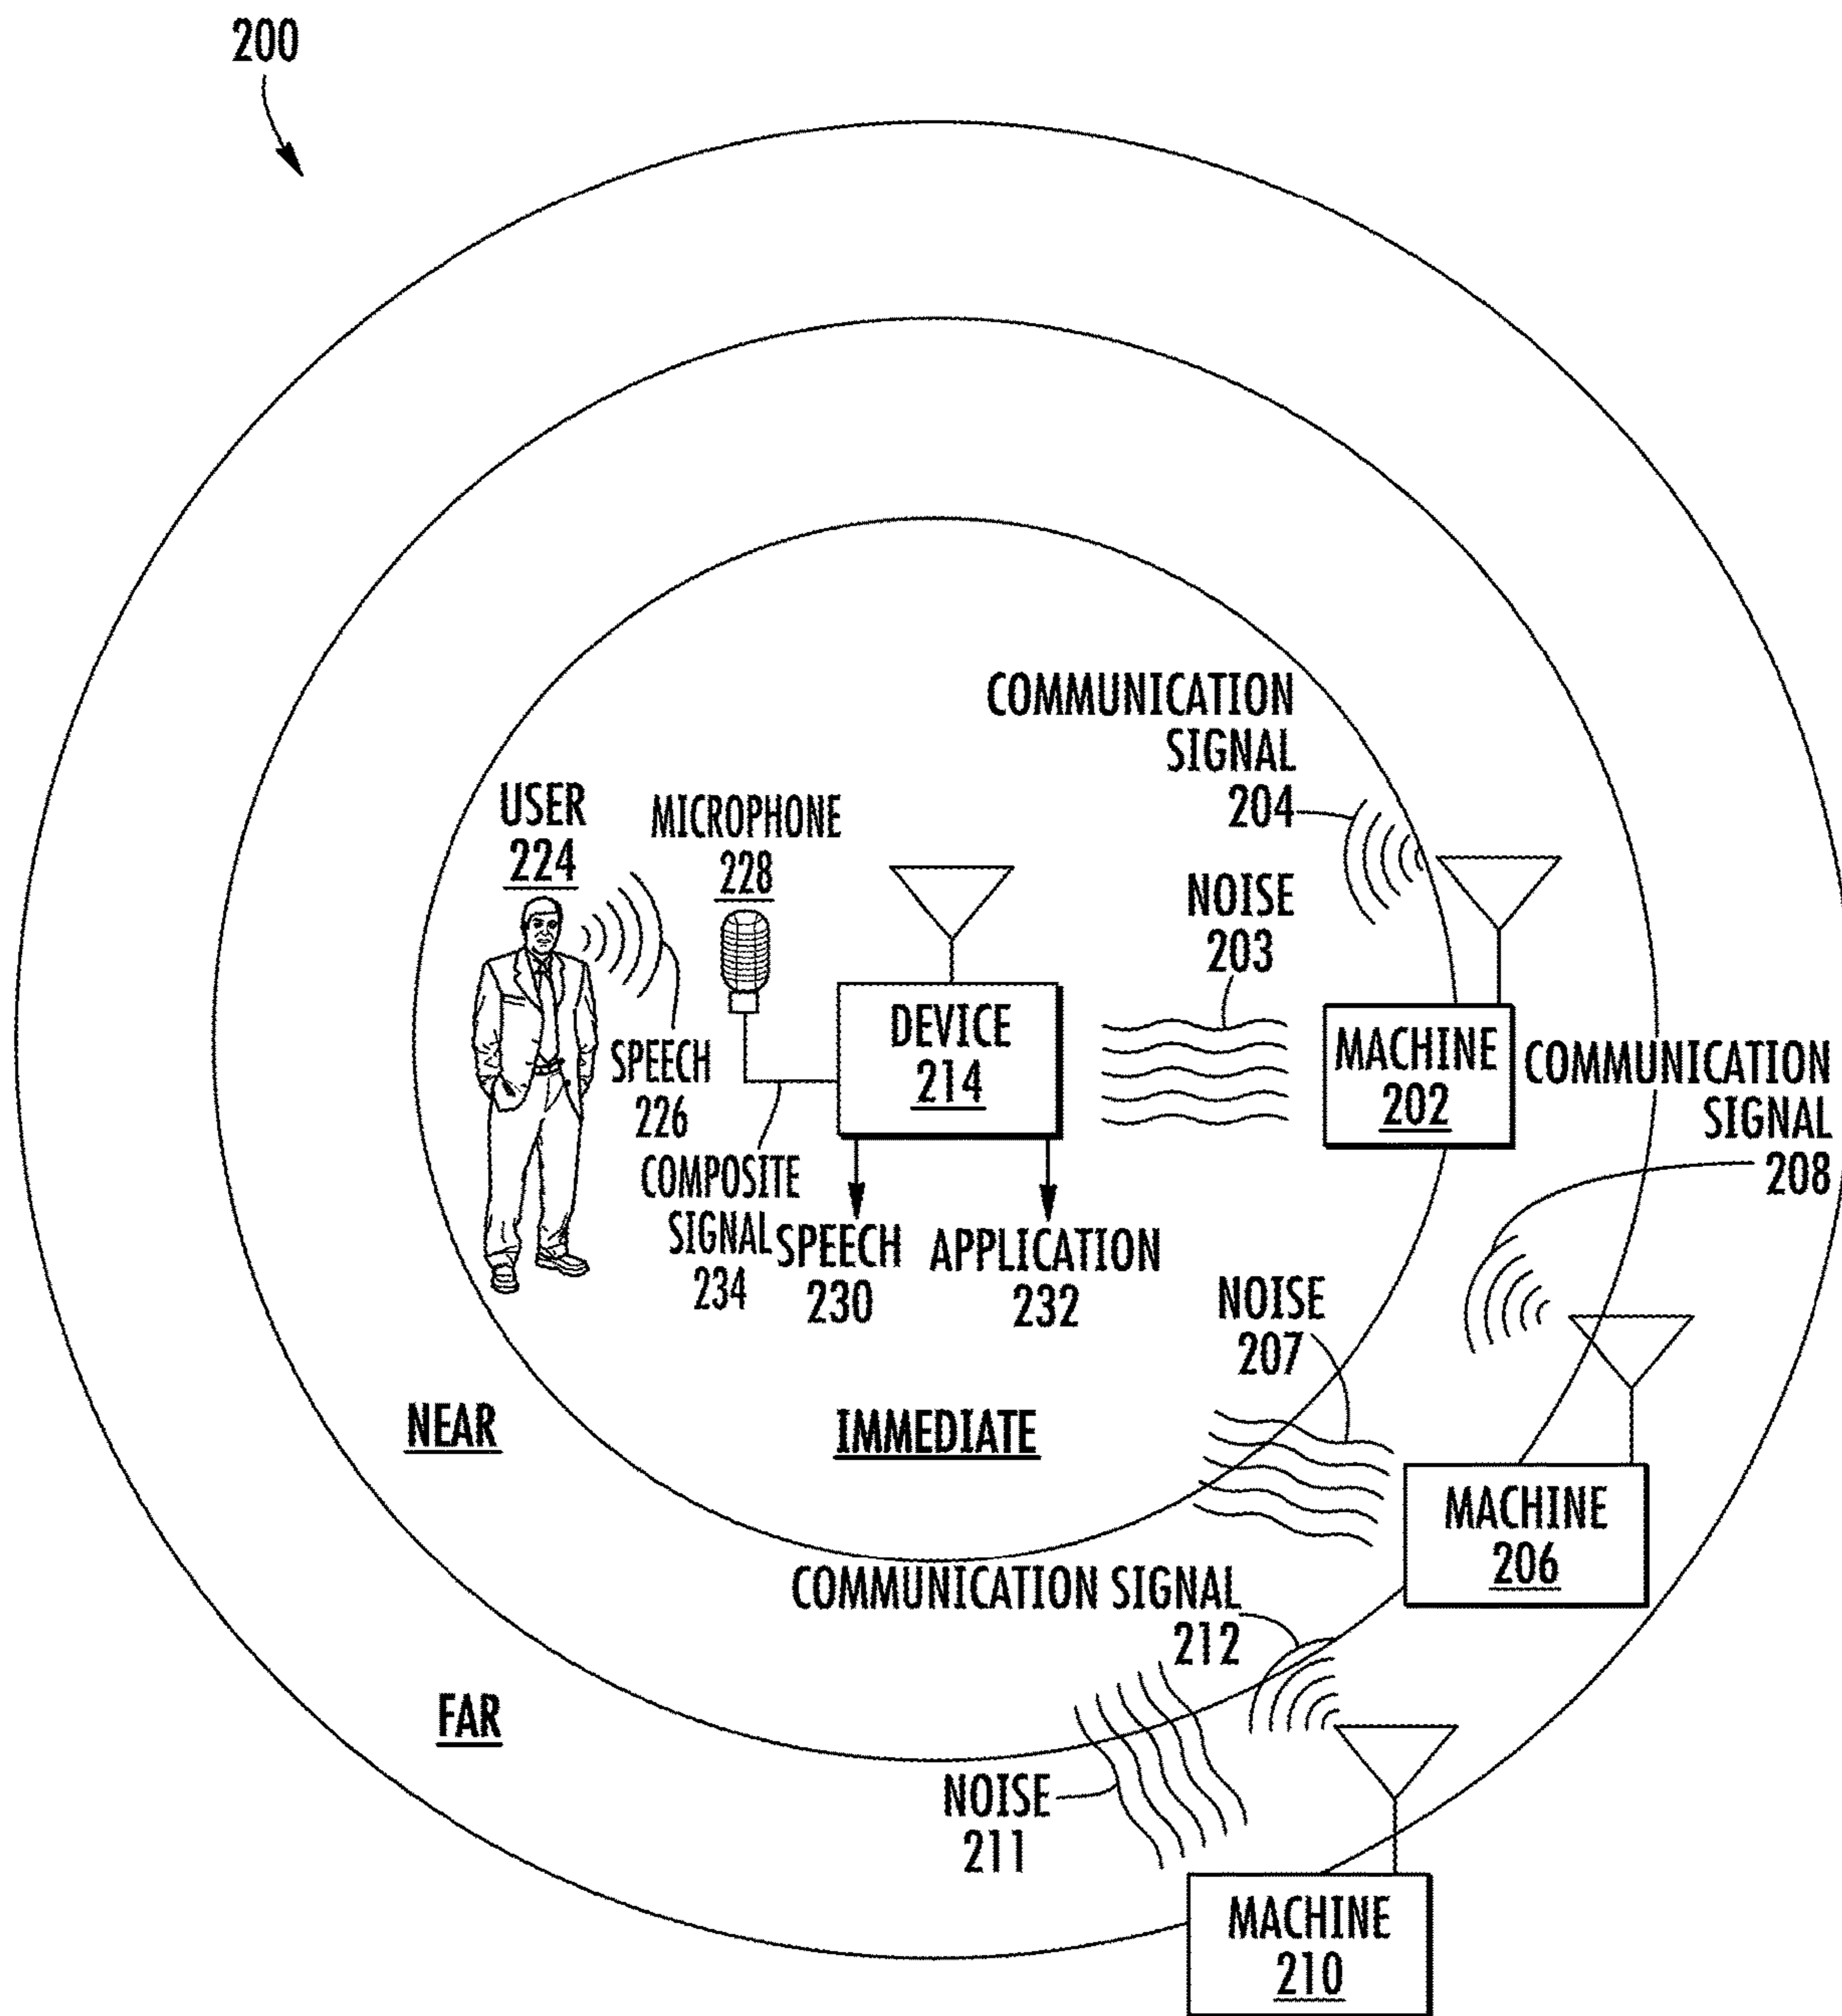 200
COMMUNICATION
SIGNAL
204
USER
224
MICROPHONE
228
NOISE
203
DEVICE
214
MACHINE
202
SPEECH
226
COMMUNICATION
SIGNAL
208
COMPOSITE
SIGNAL
234
SPEECH
230
APPLICATION
232
NOISE
207
NEAR
IMMEDIATE
MACHINE
206
COMMUNICATION SIGNAL
212
FAR
NOISE
211
MACHINE
210